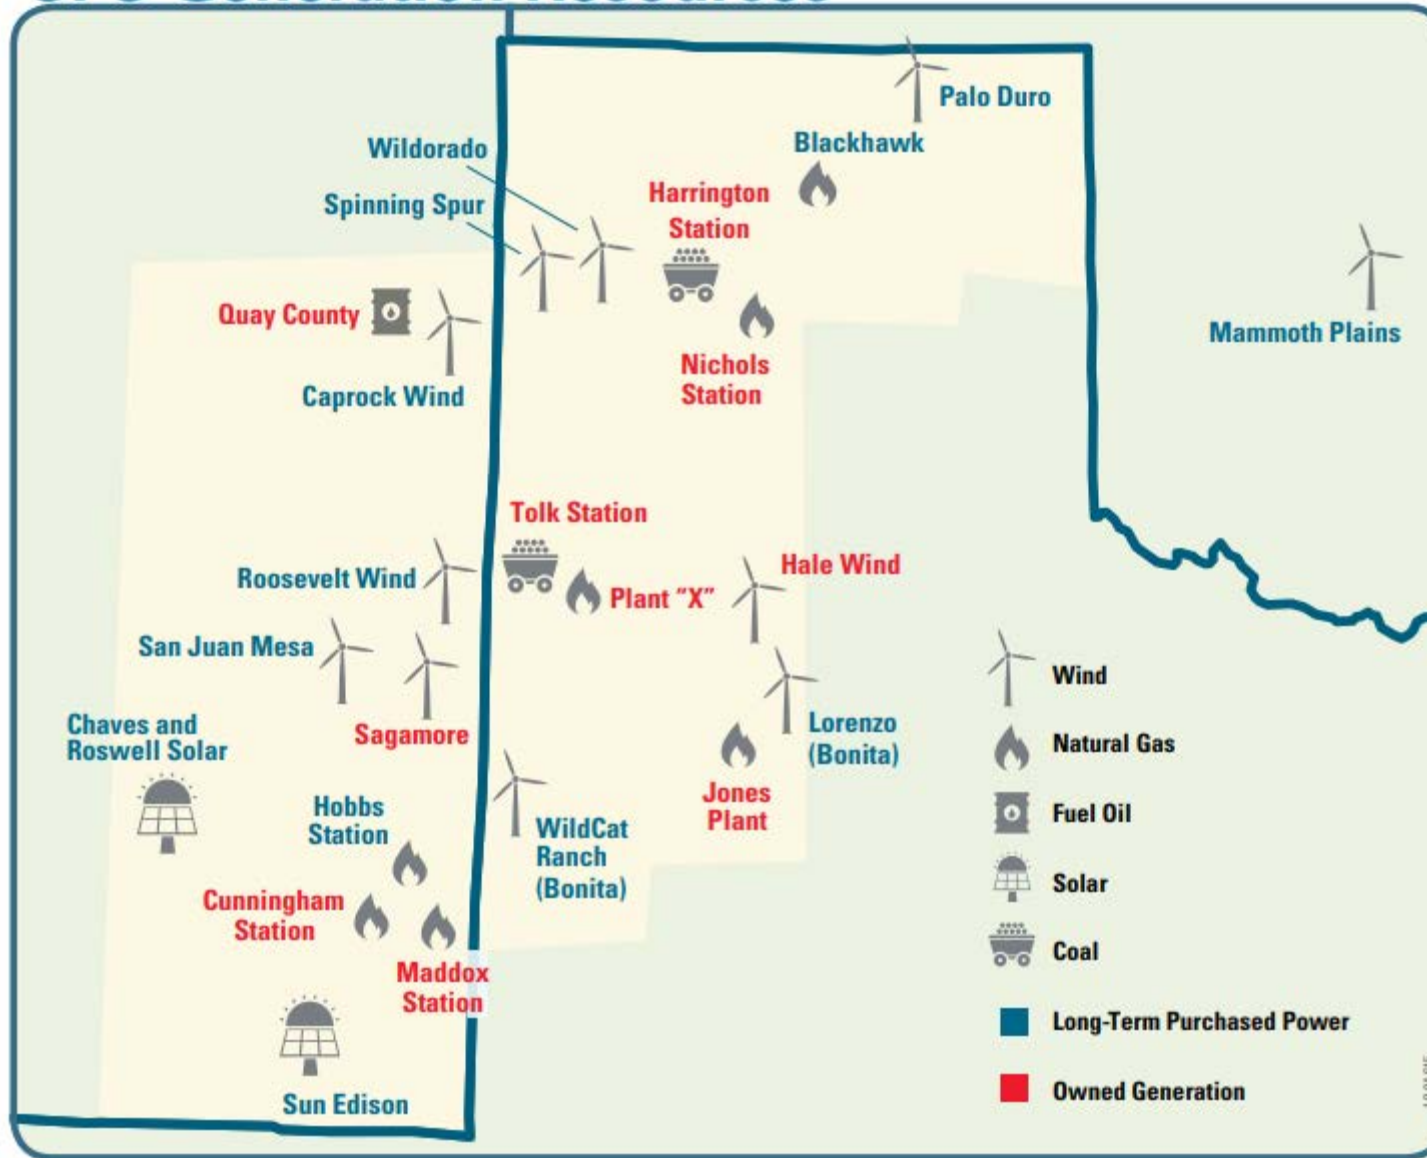 Palo Duro
Blackhawk
Wildorado
Harrington
Station
Spinning Spur
Quay County
Mammoth Plains
Nichols
Station
Caprock Wind
Tolk Station
Hale Wind
Roosevelt Wind
Plant "X"
San Juan Mesa
Sagamore
Chaves and
Roswell Solar
Lorenzo
(Bonita)
Jones
Plant
Hobbs
Station
WildCat
Ranch
(Bonita)
Cunningham
Station
Maddox
Station
Sun Edison
Wind
Natural Gas
Fuel Oil
Solar
Coal
Long-Term Purchased Power
Owned Generation